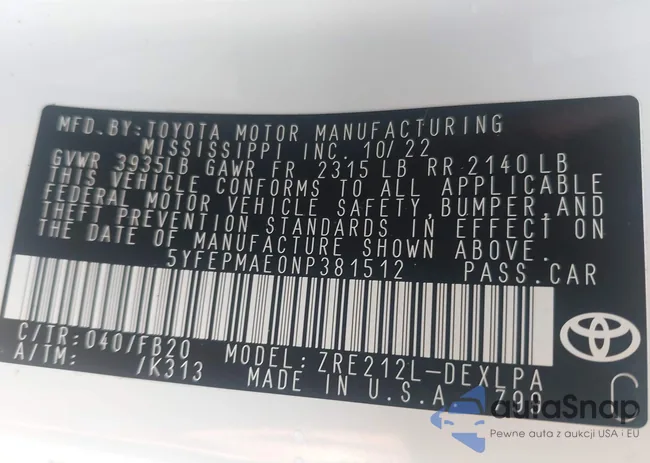 MFD. BY: TOYOTA MOTOR MANUFACTURING
MISSISSIPPI INC. 10/22
GVWR 3935LB GAWR FR 2315 LB RR 2140 LB
THIS VEHICLE CONFORMS TO ALL APPLICABLE
FEDERAL MOTOR VEHICLE SAFETY, BUMPER, AND
THEFT PREVENTION STANDARDS IN EFFECT ON
THE DATE OF MANUFACTURE SHOWN ABOVE.
5YFEPMAE0NP381512 PASS. CAR
C/TR: 040/FB20 MODEL: ZRE212L-DEXLPA
A/TM: /K313 MADE IN U.S.A. 799 C
autaSnap
Pewne auta z aukcji USA i EU